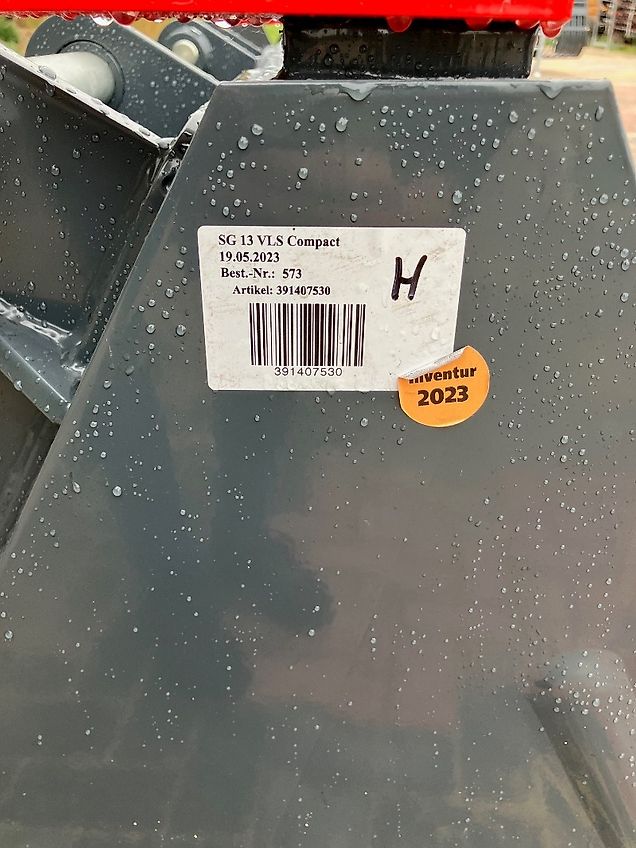 SG 13 VLS Compact
19.05.2023
Best.-Nr.: 573
Artikel: 391407530
H
391407530
Inventur
2023